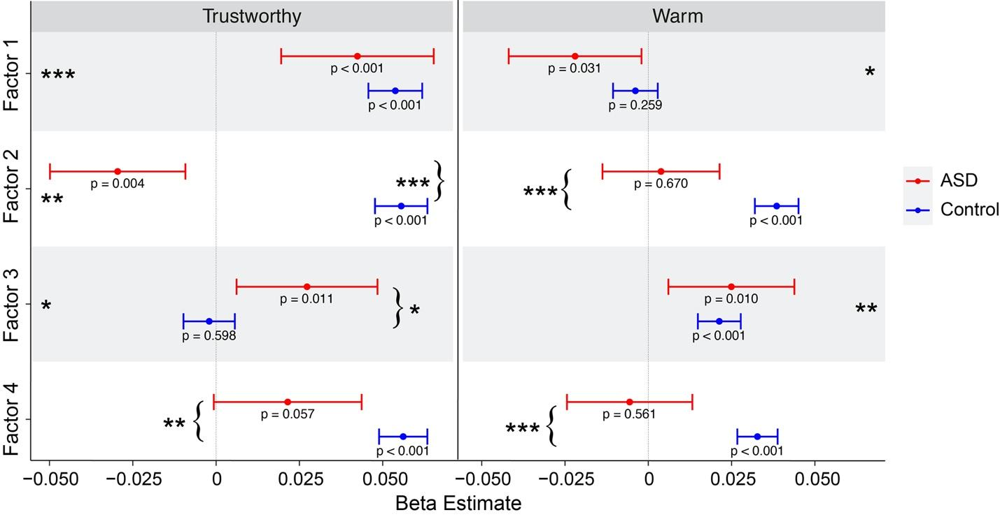 Trustworthy
Warm
Factor 1
***
p < 0.001
p < 0.001
p = 0.031
p = 0.259
*
Factor 2
**
p = 0.004
*** }
p < 0.001
*** {
p = 0.670
p < 0.001
Factor 3
*
p = 0.011
p = 0.598
} *
p = 0.010
p < 0.001
**
Factor 4
** {
p = 0.057
p < 0.001
*** {
p = 0.561
p < 0.001
ASD
Control
−0.050 −0.025 0 0.025 0.050
−0.050 −0.025 0 0.025 0.050
Beta Estimate